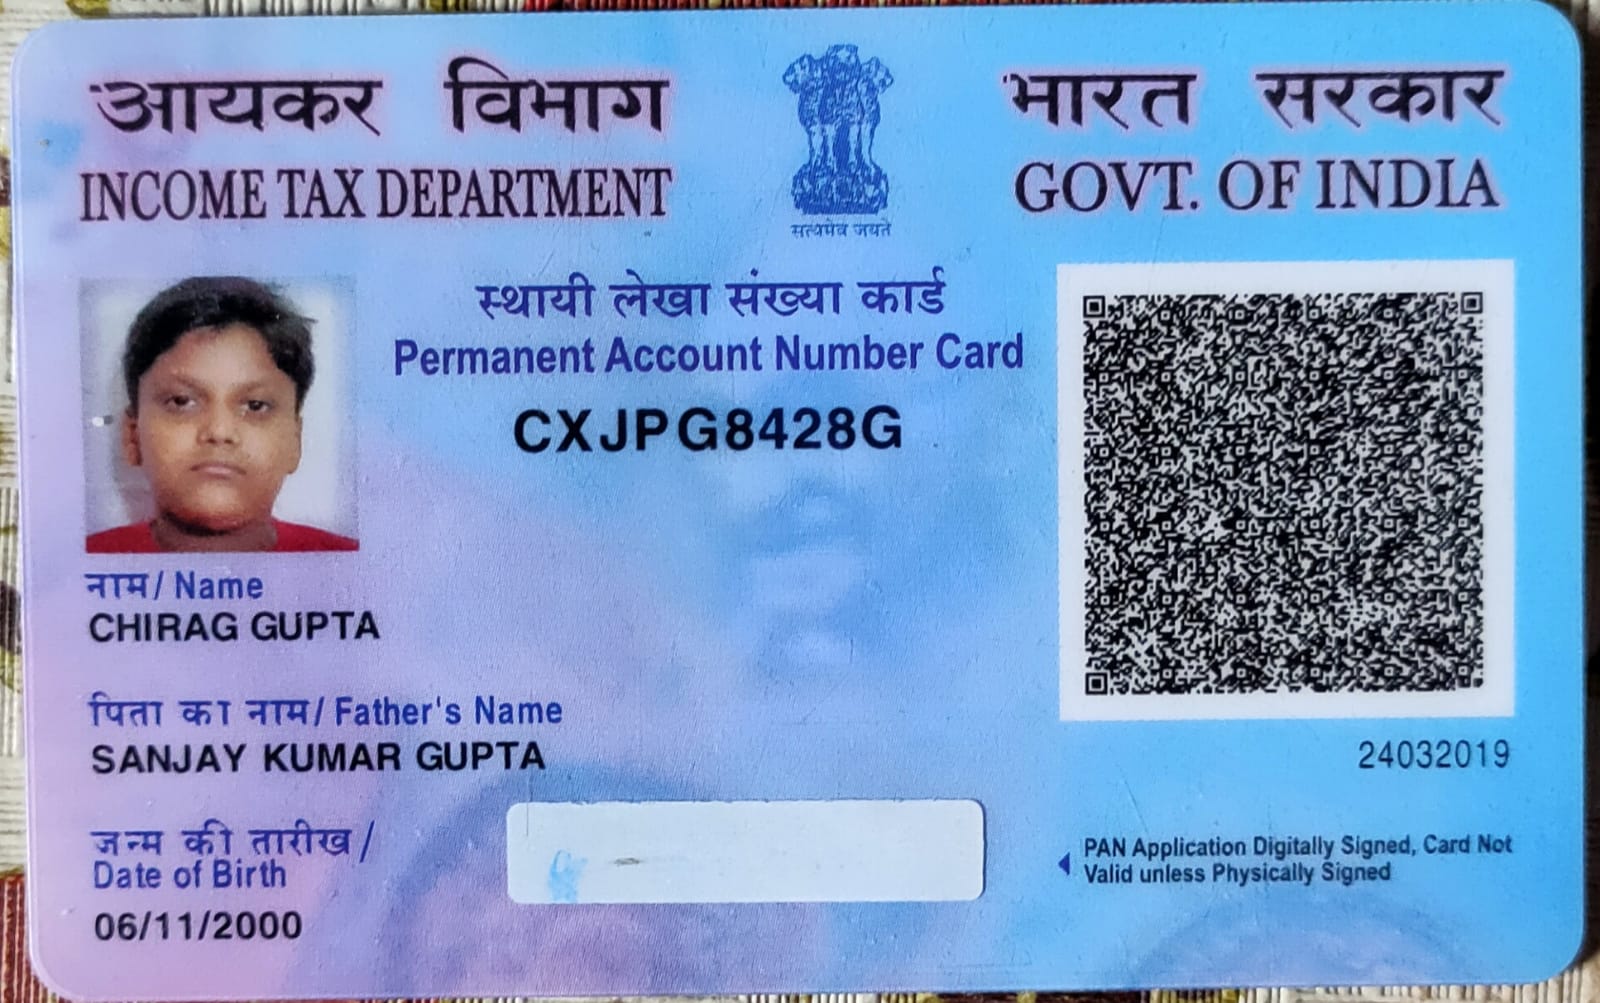 आयकर विभाग
INCOME TAX DEPARTMENT
सत्यमेव जयते
भारत सरकार
GOVT. OF INDIA
स्थायी लेखा संख्या कार्ड
Permanent Account Number Card
CXJPG8428G
नाम/ Name
CHIRAG GUPTA
पिता का नाम/ Father's Name
SANJAY KUMAR GUPTA
जन्म की तारीख/
Date of Birth
06/11/2000
24032019
PAN Application Digitally Signed, Card Not
Valid unless Physically Signed